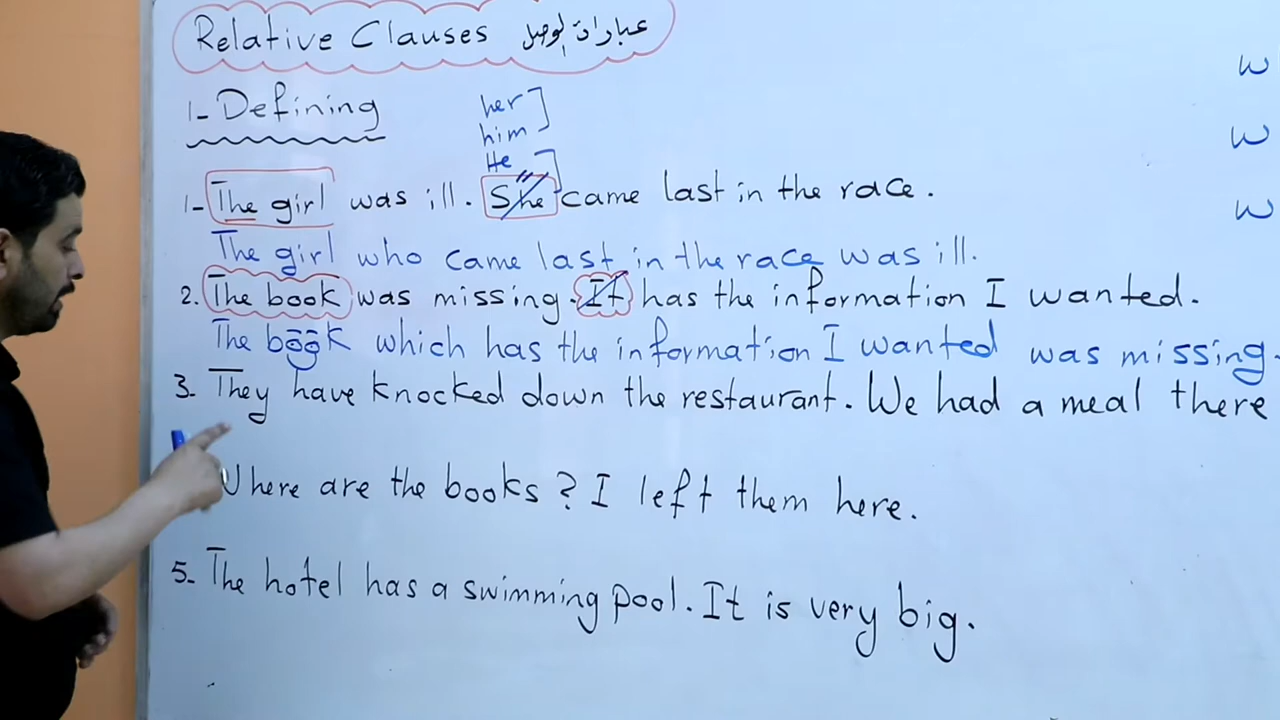 Relative Clauses عبارات الوصل
1- Defining
her
him
He
1- The girl was ill. She came last in the race.
The girl who came last in the race was ill.
2. The book was missing. It has the information I wanted.
The book which has the information I wanted was missing.
3. They have knocked down the restaurant. We had a meal there
Where are the books? I left them here.
5- The hotel has a swimming pool. It is very big.
w
w
w